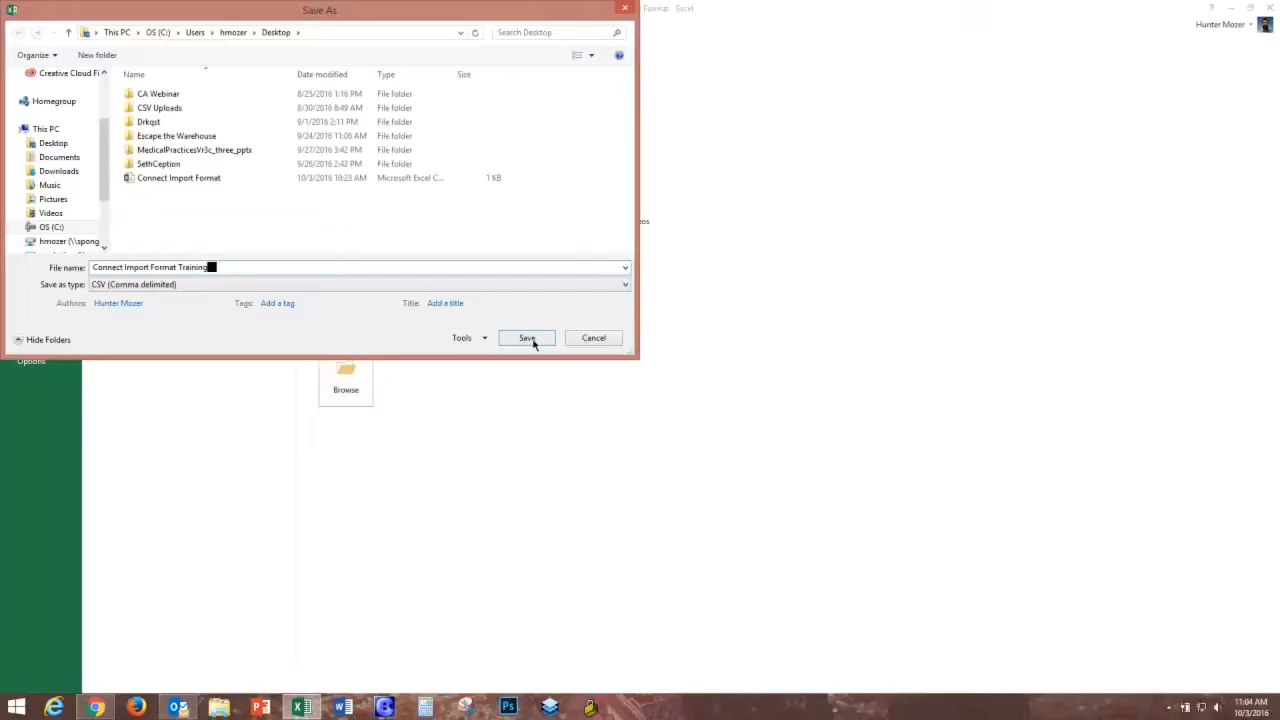 Save As
Format - Excel
?
Hunter Mozer
This PC > OS (C:) > Users > hmozer > Desktop >
Search Desktop
Organize
New folder
Name
Date modified
Type
Size
Creative Cloud Fi
Homegroup
This PC
Desktop
Documents
Downloads
Music
Pictures
Videos
OS (C:)
hmozer (\\spong
CA Webinar 8/25/2016 1:16 PM File folder
CSV Uploads 8/30/2016 8:49 AM File folder
Drkqst 9/1/2016 2:11 PM File folder
Escape the Warehouse 9/24/2016 11:06 AM File folder
MedicalPracticesVr3c_three_pptx 9/27/2016 3:42 PM File folder
SethCeption 9/26/2016 2:42 PM File folder
Connect Import Format 10/3/2016 10:23 AM Microsoft Excel C... 1 KB
File name: Connect Import Format Training
Save as type: CSV (Comma delimited)
Authors: Hunter Mozer
Tags: Add a tag
Title: Add a title
Hide Folders
Tools
Save
Cancel
Options
Browse
11:04 AM
10/3/2016